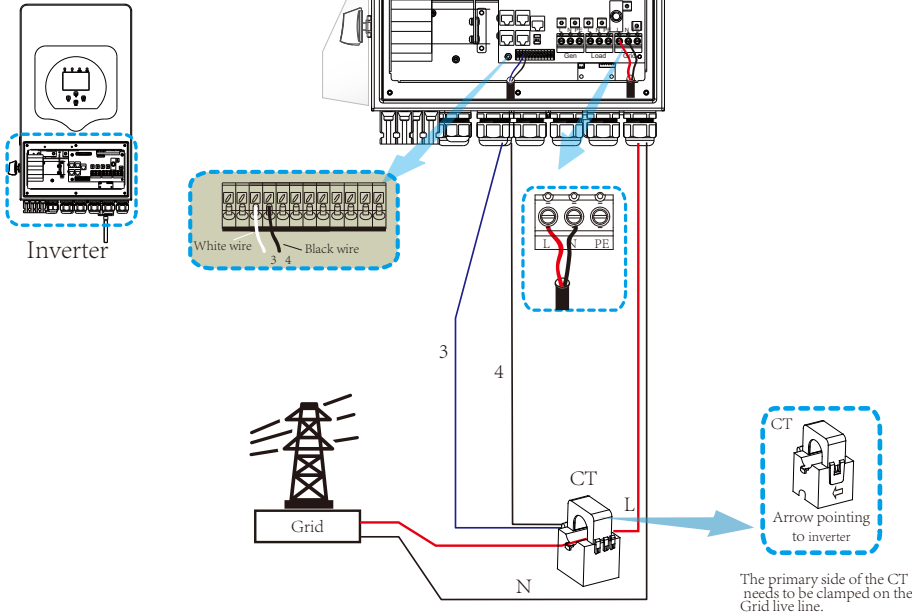 Gen
Load
Grid
Inverter
White wire
Black wire
3
4
L
N
PE
3
4
CT
L
Grid
N
CT
Arrow pointing
to inverter
The primary side of the CT
needs to be clamped on the
Grid live line.